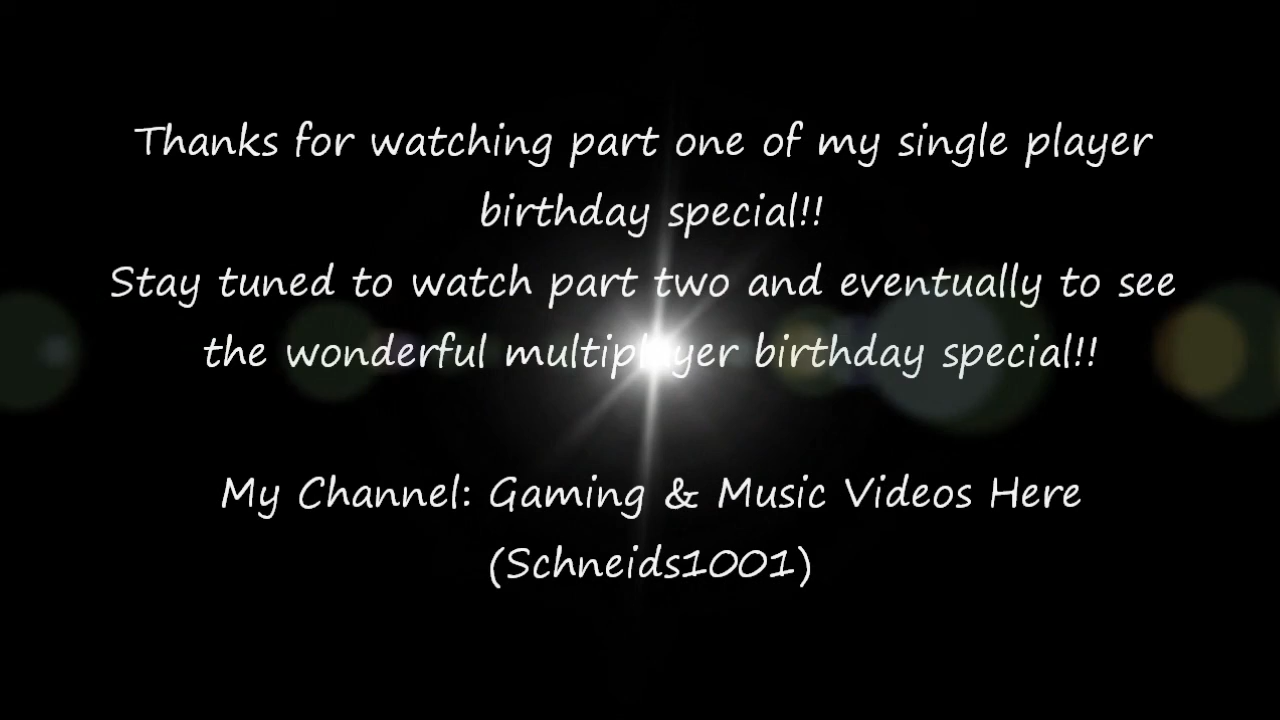 Thanks for watching part one of my single player
birthday special!!
Stay tuned to watch part two and eventually to see
the wonderful multiplayer birthday special!!
My Channel: Gaming & Music Videos Here
(Schneids1001)